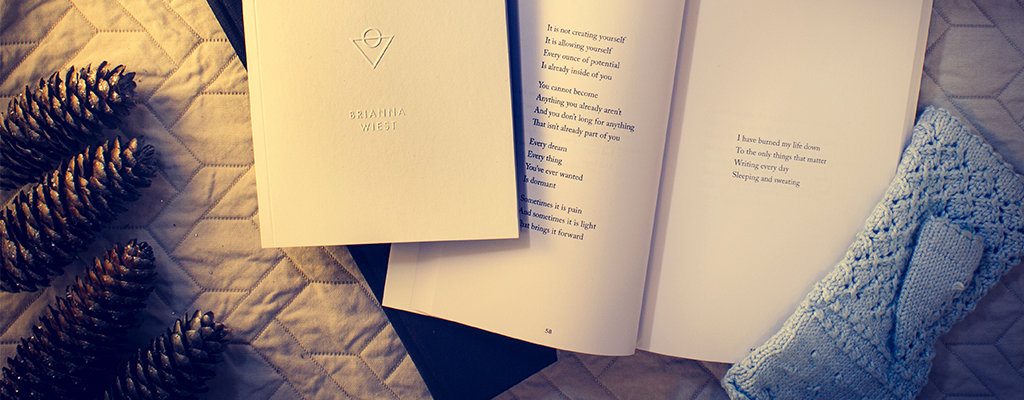 BRIANNA
WIEST
It is not creating yourself
It is allowing yourself
Every ounce of potential
Is already inside of you
You cannot become
Anything you already aren't
And you don't long for anything
That isn't already part of you
Every dream
Every thing
You've ever wanted
Is dormant
Sometimes it is pain
And sometimes it is light
That brings it forward
58
I have burned my life down
To the only things that matter
Writing every day
Sleeping and sweating